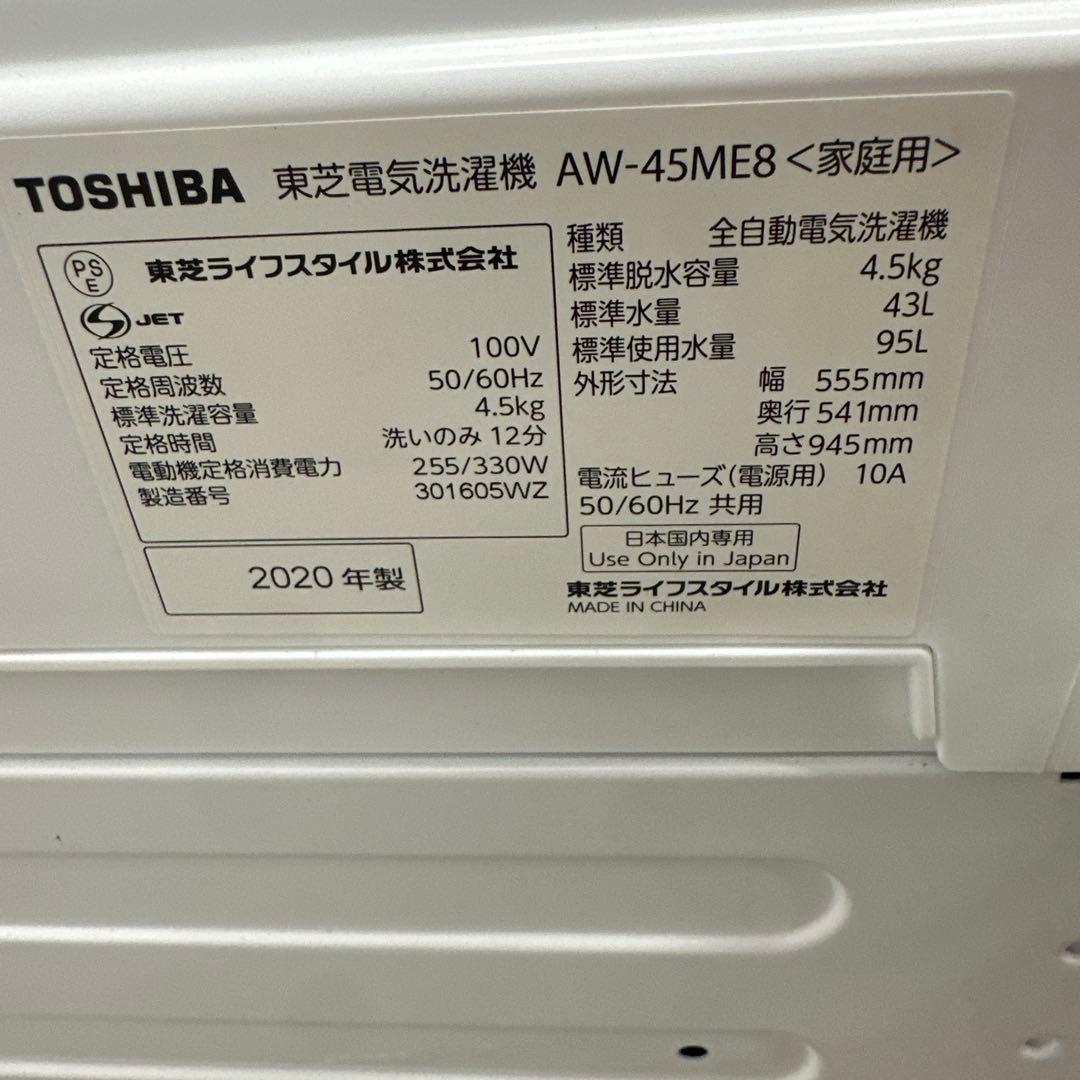 TOSHIBA 東芝電気洗濯機 AW-45ME8<家庭用>
PS
E
東芝ライフスタイル株式会社
JET
定格電圧 100V
定格周波数 50/60Hz
標準洗濯容量 4.5kg
定格時間 洗いのみ 12分
電動機定格消費電力 255/330W
製造番号 301605WZ
2020 年製
種類 全自動電気洗濯機
標準脱水容量 4.5kg
標準水量 43L
標準使用水量 95L
外形寸法 幅 555mm
奥行 541mm
高さ 945mm
電流ヒューズ(電源用) 10A
50/60Hz 共用
日本国内専用
Use Only in Japan
東芝ライフスタイル株式会社
MADE IN CHINA